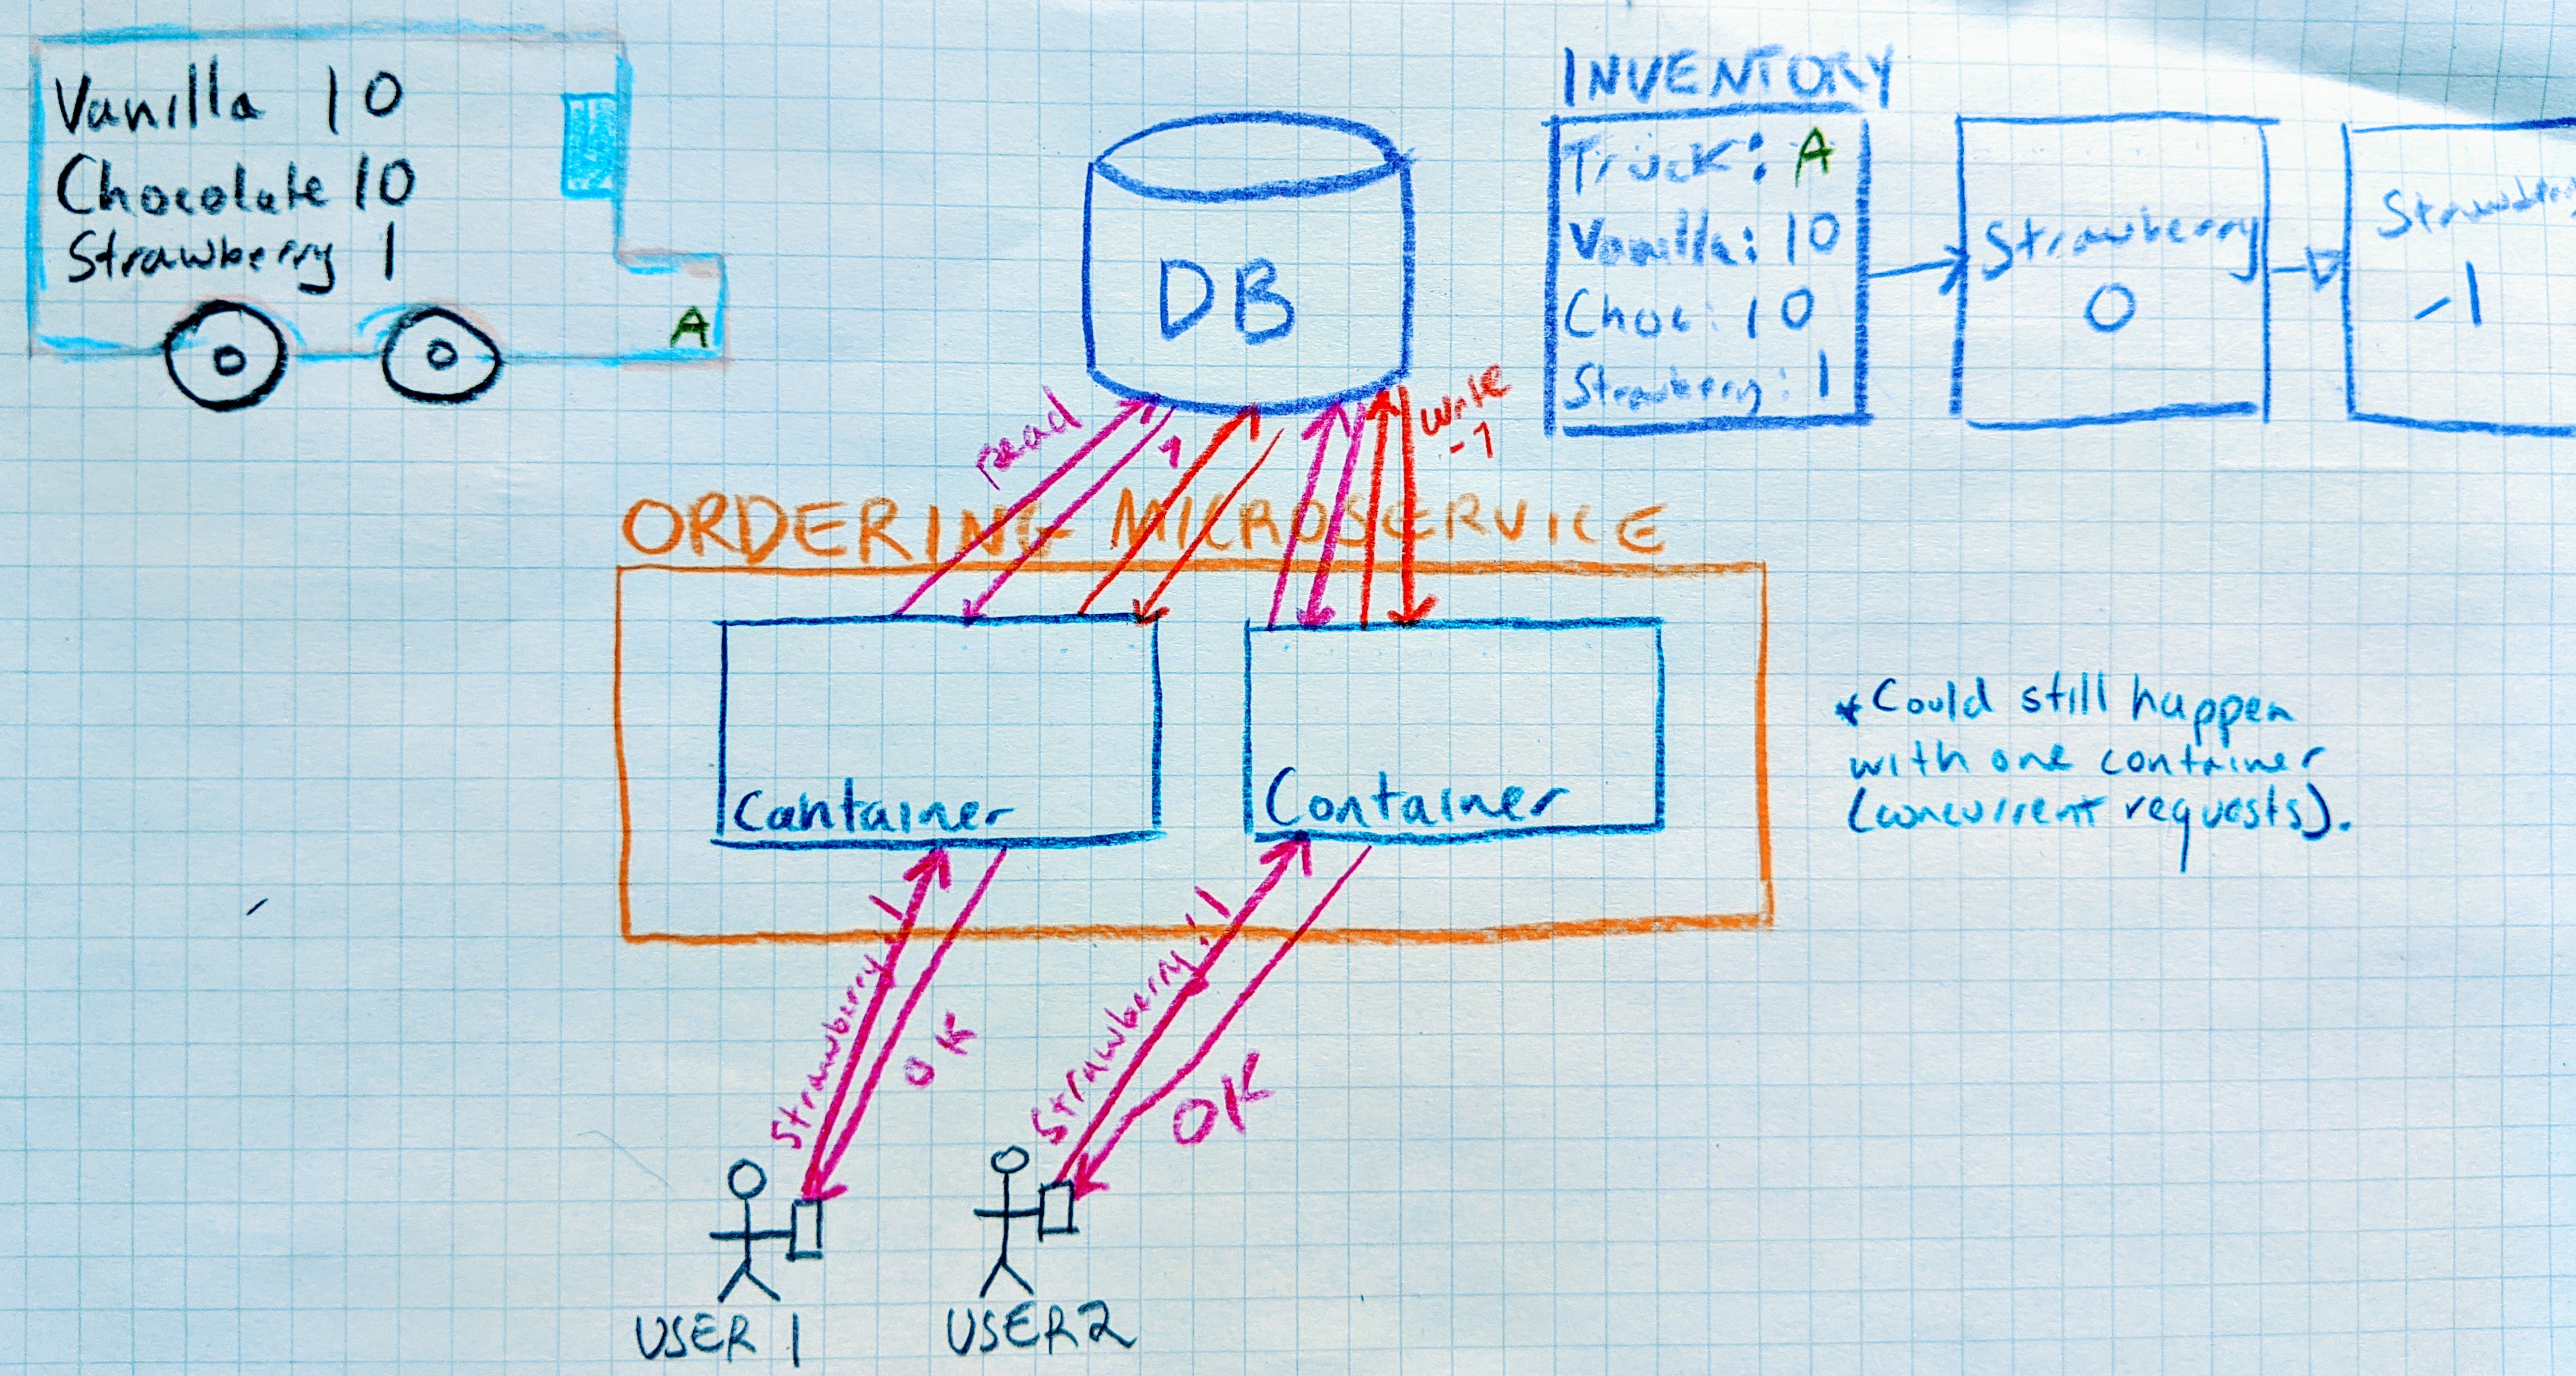 Vanilla 10
Chocolate 10
Strawberry 1
A
DB
INVENTORY
Truck: A
Vanilla: 10
Choc: 10
Strawberry: 1
Strawberry
0
Strawberry
-1
read
1
write
-1
ORDERING MICROSERVICE
Container
Container
*Could still happen
with one container
(concurrent requests).
Strawberry: 1
OK
Strawberry: 1
OK
USER 1
USER 2